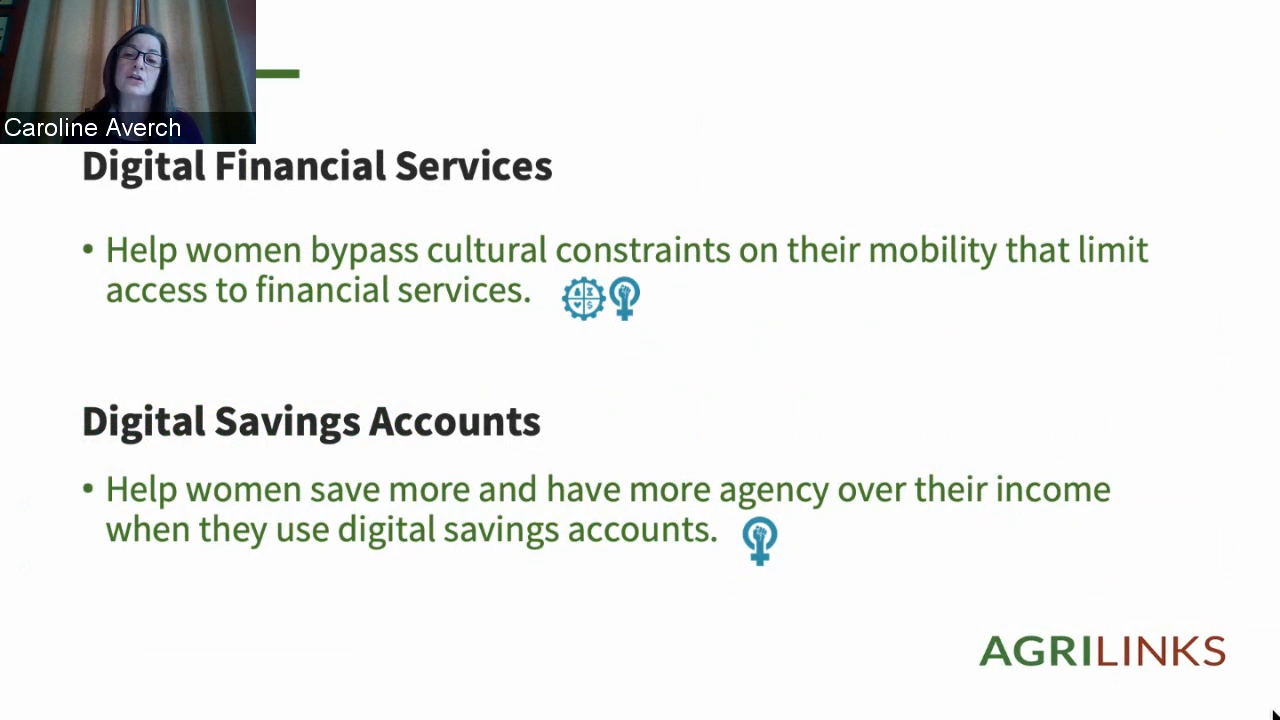 Caroline Averch
Digital Financial Services
• Help women bypass cultural constraints on their mobility that limit
access to financial services.
Digital Savings Accounts
• Help women save more and have more agency over their income
when they use digital savings accounts.
AGRILINKS